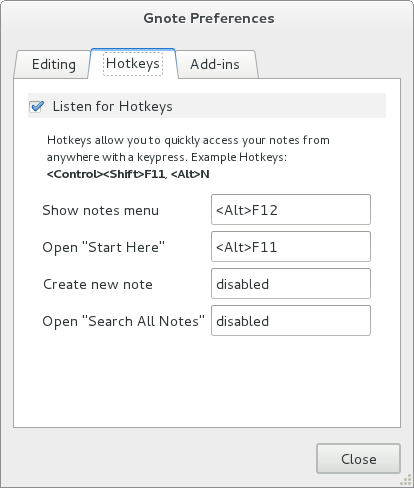 Gnote Preferences
Editing Hotkeys Add-ins
Listen for Hotkeys
Hotkeys allow you to quickly access your notes from
anywhere with a keypress. Example Hotkeys:
<Control><Shift>F11, <Alt>N
Show notes menu <Alt>F12
Open "Start Here" <Alt>F11
Create new note disabled
Open "Search All Notes" disabled
Close